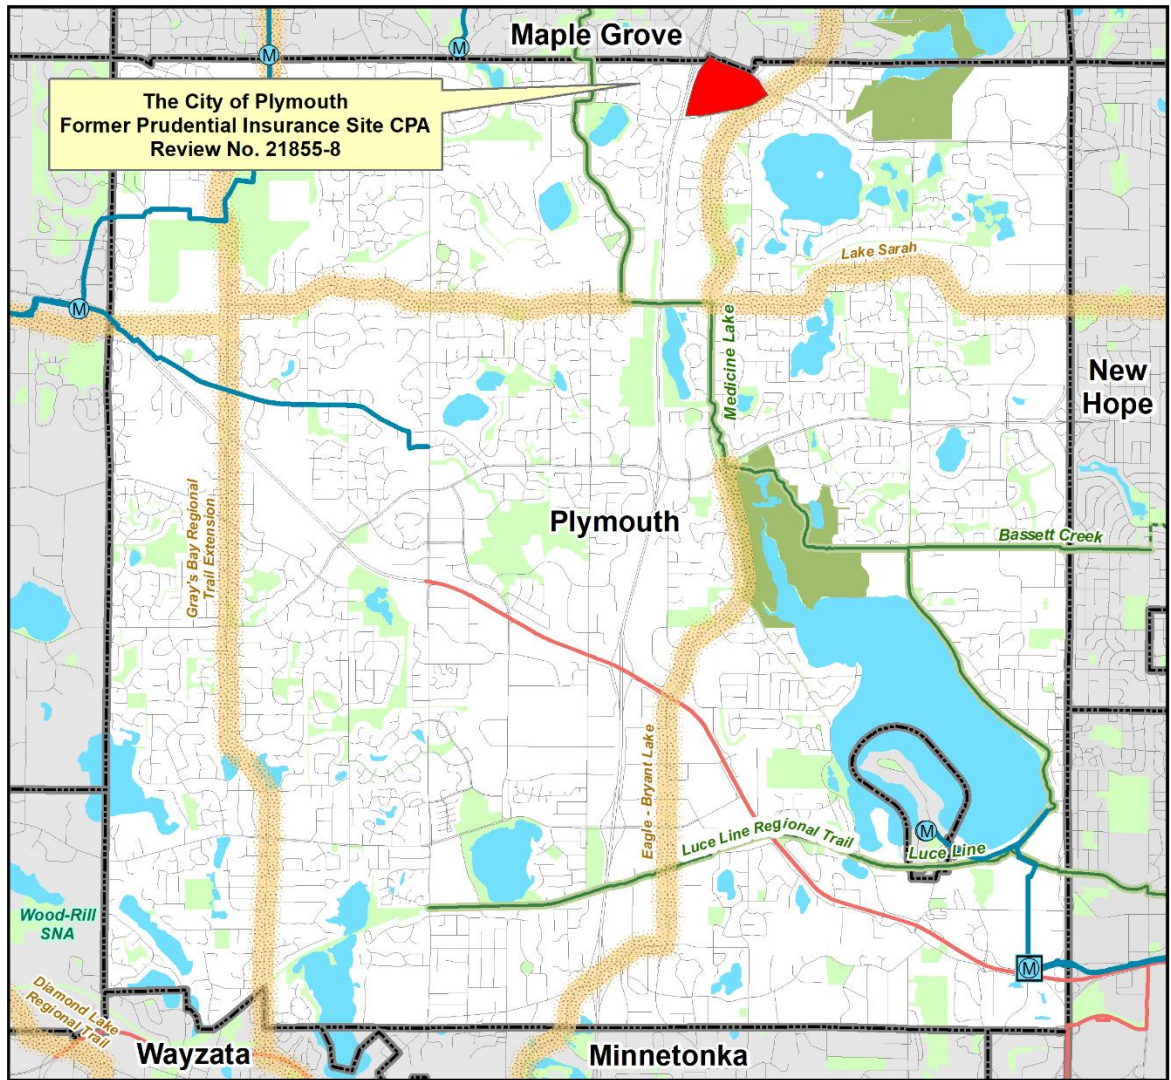 Maple Grove
M
M
The City of Plymouth
Former Prudential Insurance Site CPA
Review No. 21855-8
Lake Sarah
M
Medicine Lake
New
Hope
Gray's Bay Regional
Trail Extension
Plymouth
Bassett Creek
Eagle - Bryant Lake
Luce Line Regional Trail
M
Luce Line
Wood-Rill
SNA
M
Diamond Lake
Regional Trail
Wayzata
Minnetonka